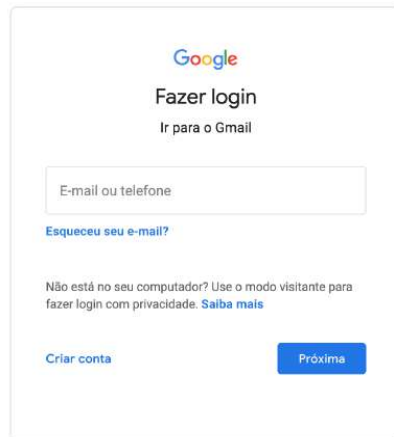 Google
Fazer login
Ir para o Gmail
E-mail ou telefone
Esqueceu seu e-mail?
Não está no seu computador? Use o modo visitante para
fazer login com privacidade. Saiba mais
Criar conta
Próxima